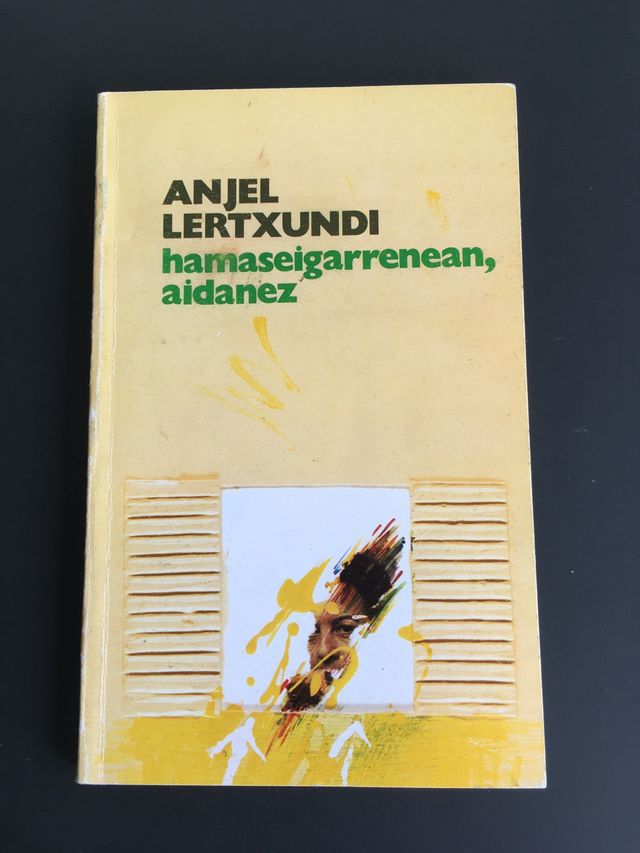 ANJEL
LERTXUNDI
hamaseigarrenean,
aidanez